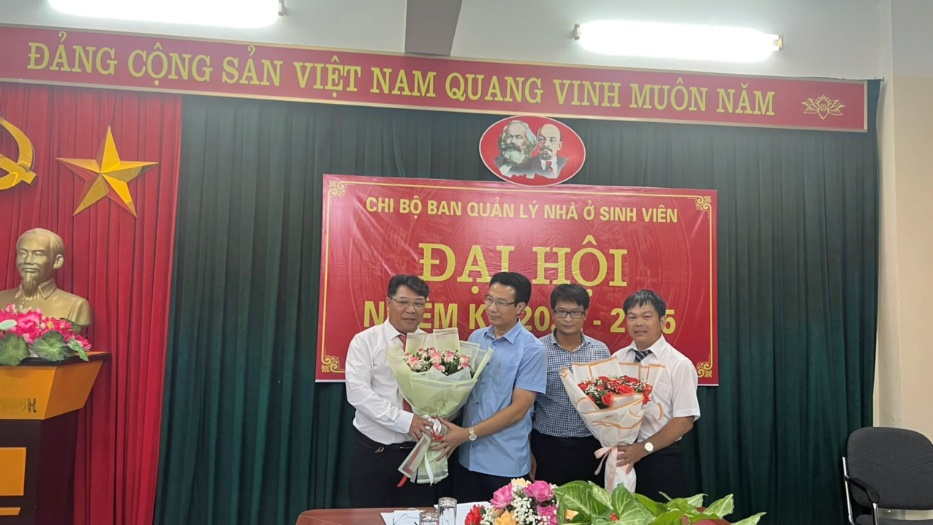 ĐẢNG CỘNG SẢN VIỆT NAM QUANG VINH MUÔN NĂM
CHI BỘ BAN QUẢN LÝ NHÀ Ở SINH VIÊN
ĐẠI HỘI